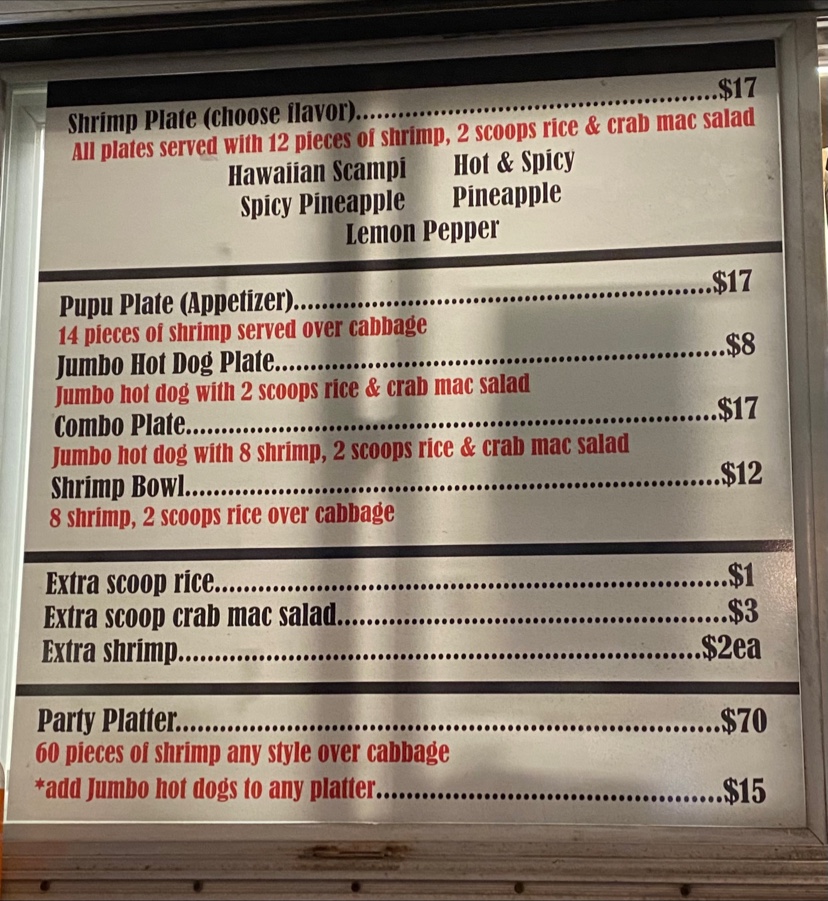 Shrimp Plate (choose flavor)........................................$17
All plates served with 12 pieces of shrimp, 2 scoops rice & crab mac salad
Hawaiian Scampi Hot & Spicy
Spicy Pineapple Pineapple
Lemon Pepper
Pupu Plate (Appetizer)........................................$17
14 pieces of shrimp served over cabbage
Jumbo Hot Dog Plate........................................$8
Jumbo hot dog with 2 scoops rice & crab mac salad
Combo Plate........................................$17
Jumbo hot dog with 8 shrimp, 2 scoops rice & crab mac salad
Shrimp Bowl........................................$12
8 shrimp, 2 scoops rice over cabbage
Extra scoop rice........................................$1
Extra scoop crab mac salad........................................$3
Extra shrimp........................................$2ea
Party Platter........................................$70
60 pieces of shrimp any style over cabbage
*add Jumbo hot dogs to any platter........................................$15